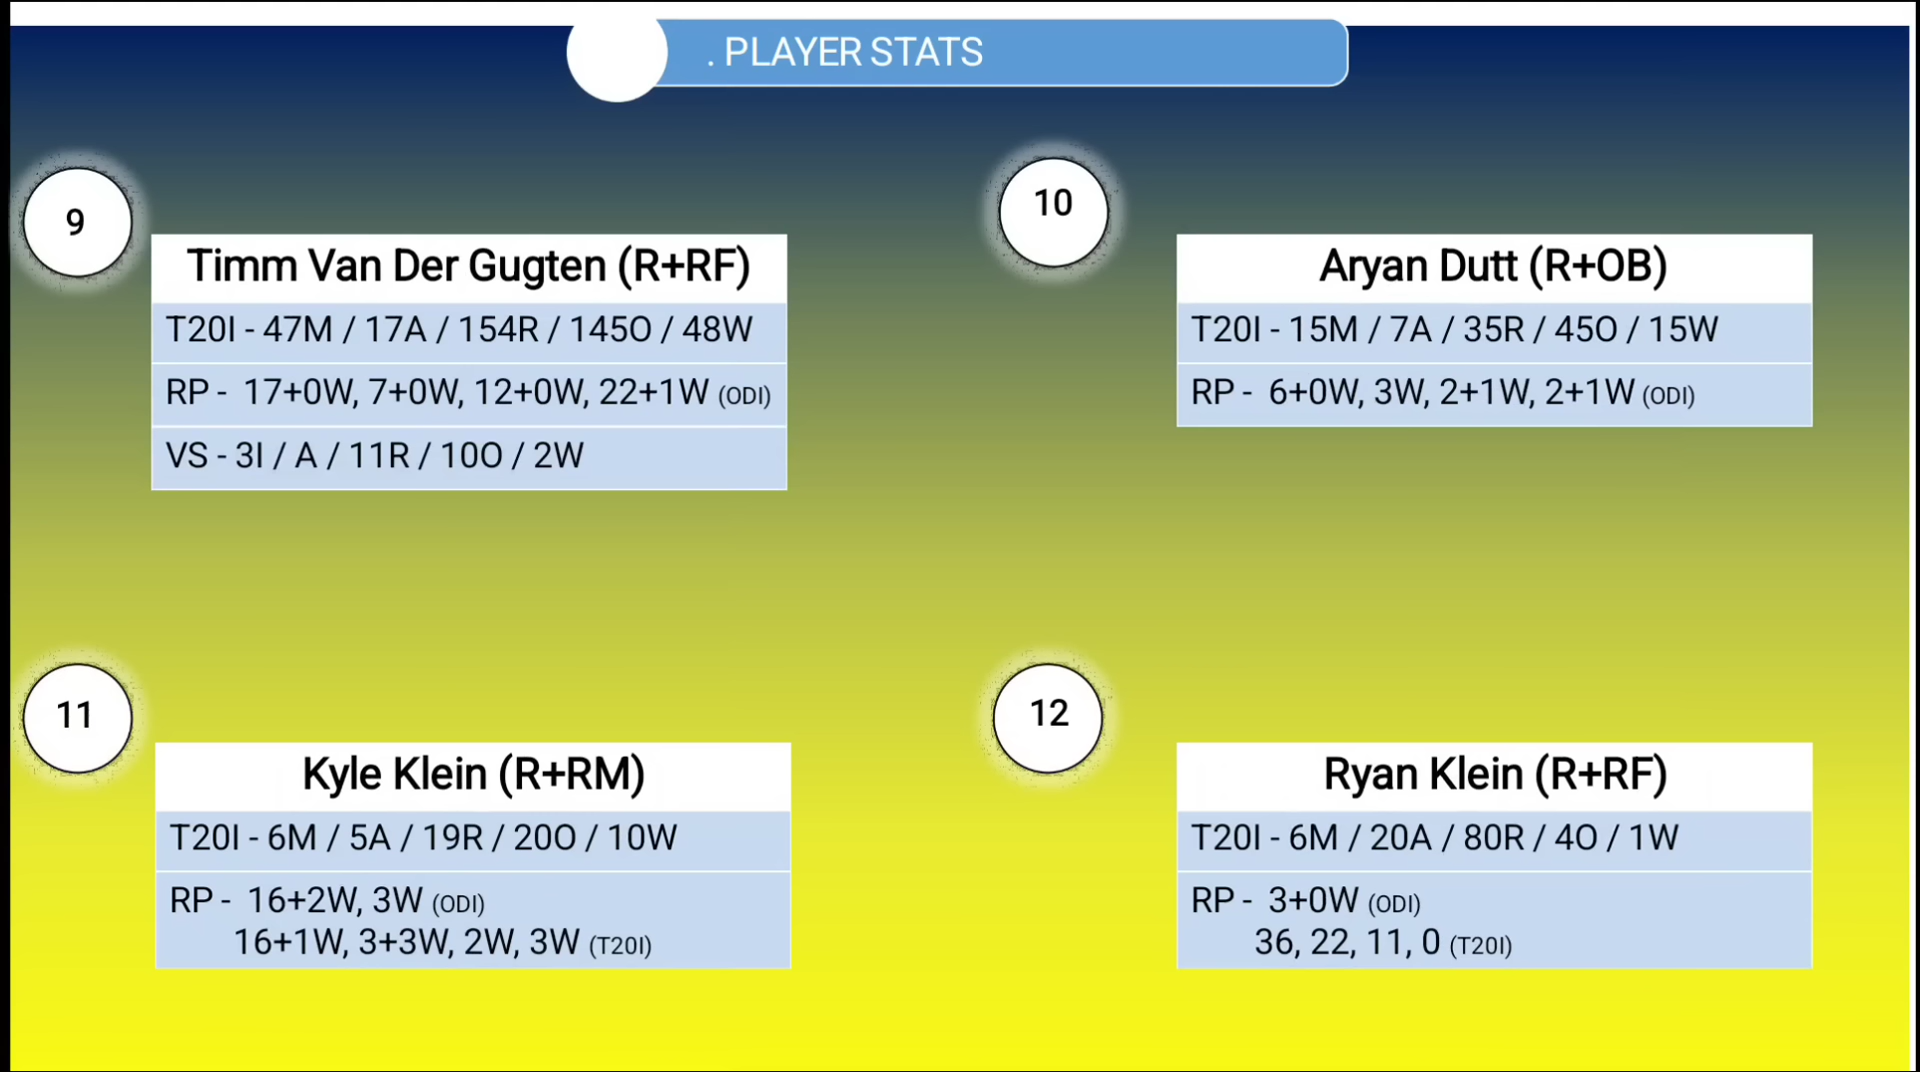 . PLAYER STATS
9
Timm Van Der Gugten (R+RF)
T20I - 47M / 17A / 154R / 145O / 48W
RP - 17+0W, 7+0W, 12+0W, 22+1W (ODI)
VS - 3I / A / 11R / 10O / 2W
10
Aryan Dutt (R+OB)
T20I - 15M / 7A / 35R / 45O / 15W
RP - 6+0W, 3W, 2+1W, 2+1W (ODI)
11
Kyle Klein (R+RM)
T20I - 6M / 5A / 19R / 20O / 10W
RP - 16+2W, 3W (ODI)
16+1W, 3+3W, 2W, 3W (T20I)
12
Ryan Klein (R+RF)
T20I - 6M / 20A / 80R / 4O / 1W
RP - 3+0W (ODI)
36, 22, 11, 0 (T20I)